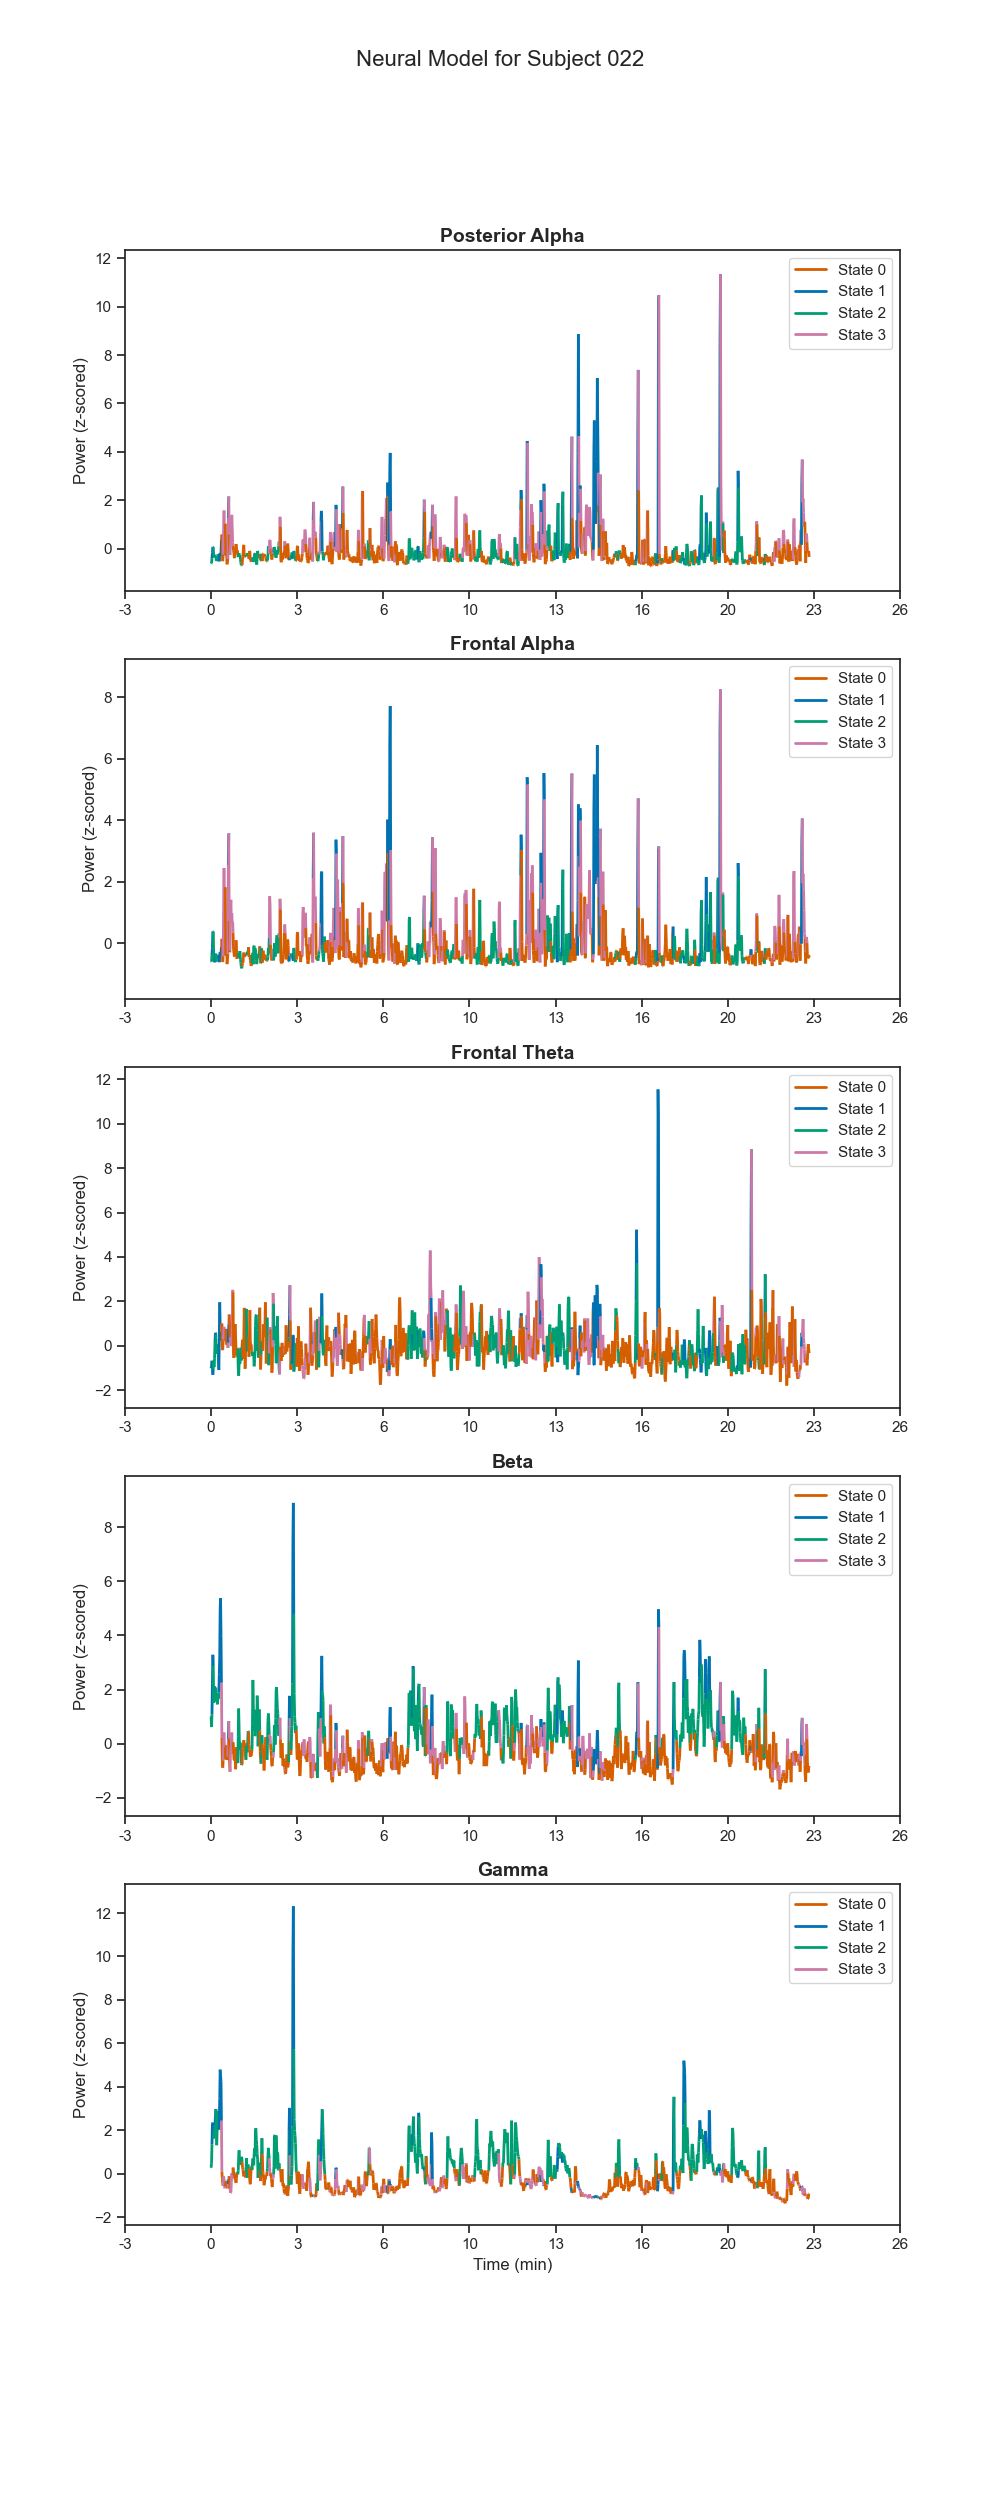 Neural Model for Subject 022
Posterior Alpha
Power (z-scored)
12
10
8
6
4
2
0
State 0
State 1
State 2
State 3
-3 0 3 6 10 13 16 20 23 26
Frontal Alpha
Power (z-scored)
8
6
4
2
0
State 0
State 1
State 2
State 3
-3 0 3 6 10 13 16 20 23 26
Frontal Theta
Power (z-scored)
12
10
8
6
4
2
0
−2
State 0
State 1
State 2
State 3
-3 0 3 6 10 13 16 20 23 26
Beta
Power (z-scored)
8
6
4
2
0
−2
State 0
State 1
State 2
State 3
-3 0 3 6 10 13 16 20 23 26
Gamma
Power (z-scored)
12
10
8
6
4
2
0
−2
State 0
State 1
State 2
State 3
-3 0 3 6 10 13 16 20 23 26
Time (min)